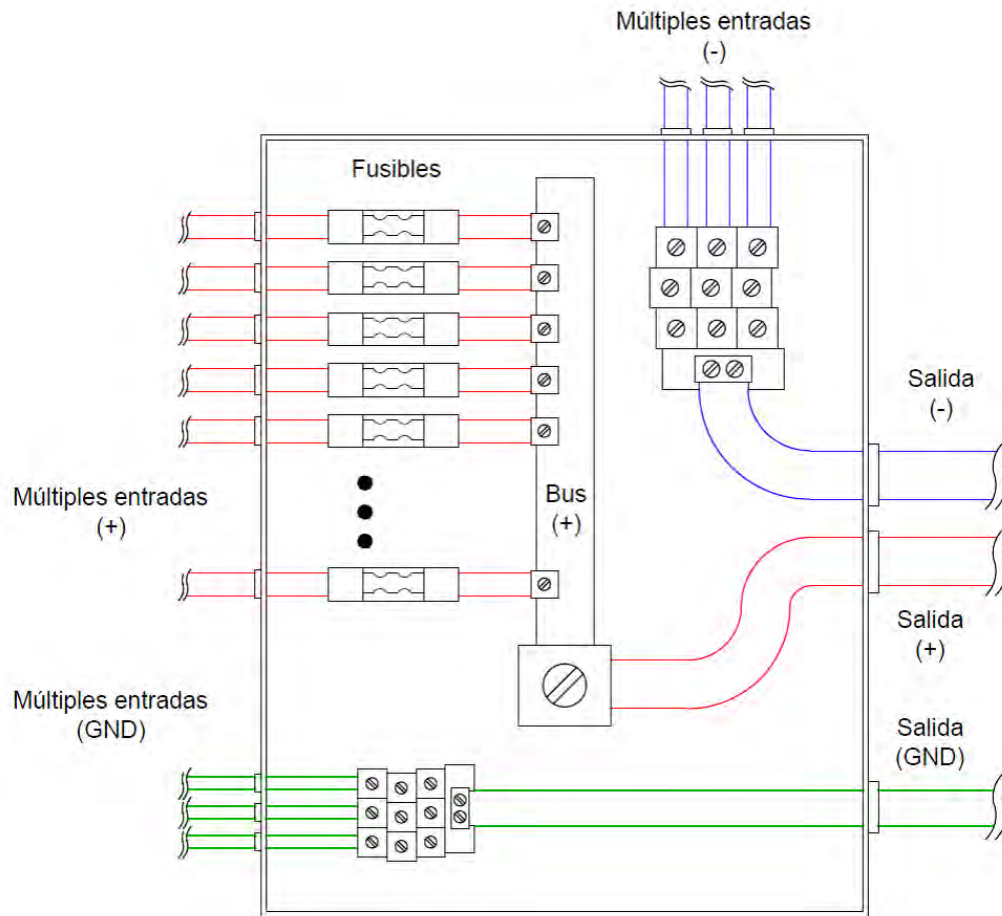 Múltiples entradas
(-)
Fusibles
Salida
(-)
Múltiples entradas
(+)
Bus
(+)
Salida
(+)
Múltiples entradas
(GND)
Salida
(GND)